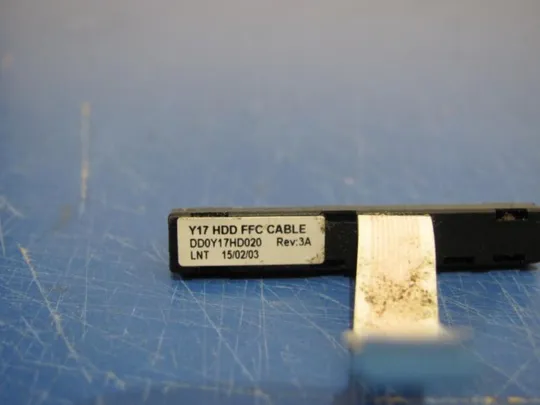 Y17 HDD FFC CABLE
DD0Y17HD020 Rev:3A
LNT 15/02/03